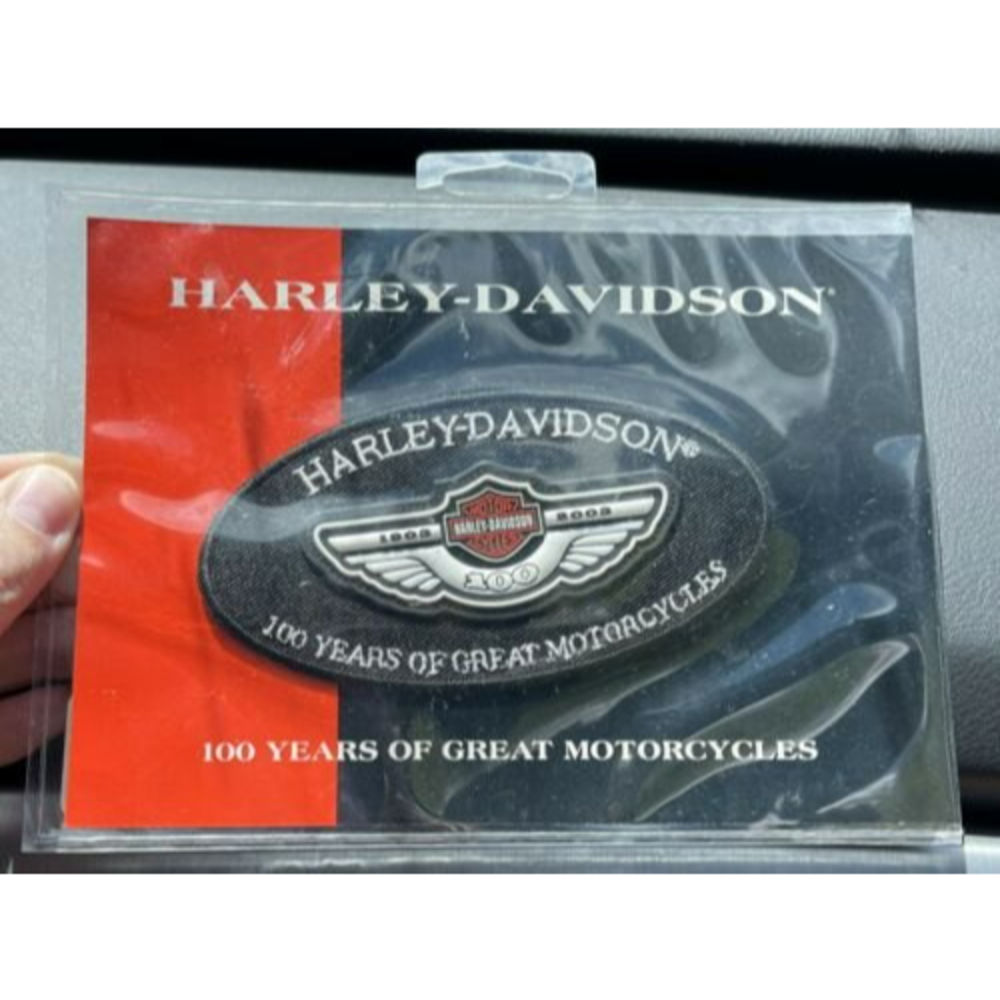 HARLEY-DAVIDSON®
HARLEY-DAVIDSON®
MOTOR
1903 HARLEY-DAVIDSON 2003
CYCLES
100
100 YEARS OF GREAT MOTORCYCLES
100 YEARS OF GREAT MOTORCYCLES